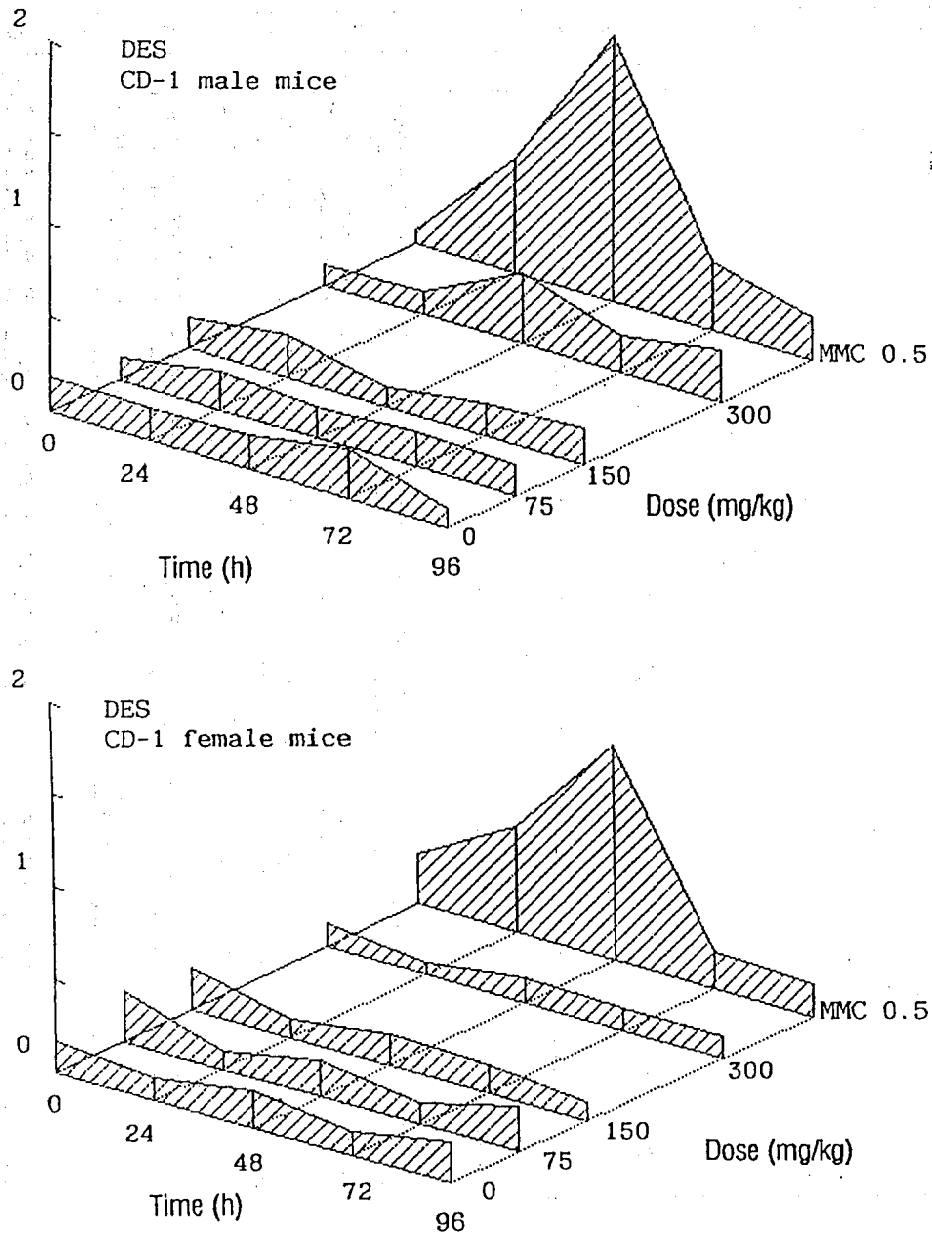 2
DES
CD-1 male mice
1
0
MMC 0.5
0
300
24
150
48
75
Dose (mg/kg)
72
0
Time (h)
96
2
DES
CD-1 female mice
1
0
MMC 0.5
0
300
24
150
48
75
Dose (mg/kg)
72
0
Time (h)
96